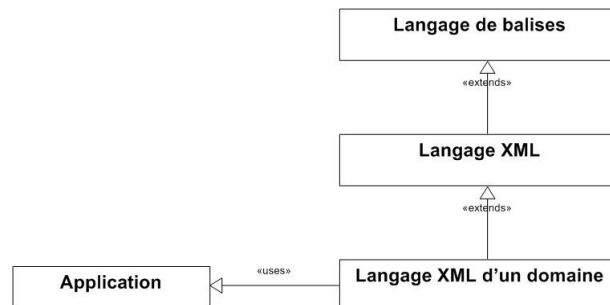 Langage de balises
«extends»
Langage XML
«extends»
«uses»
Application
Langage XML d'un domaine